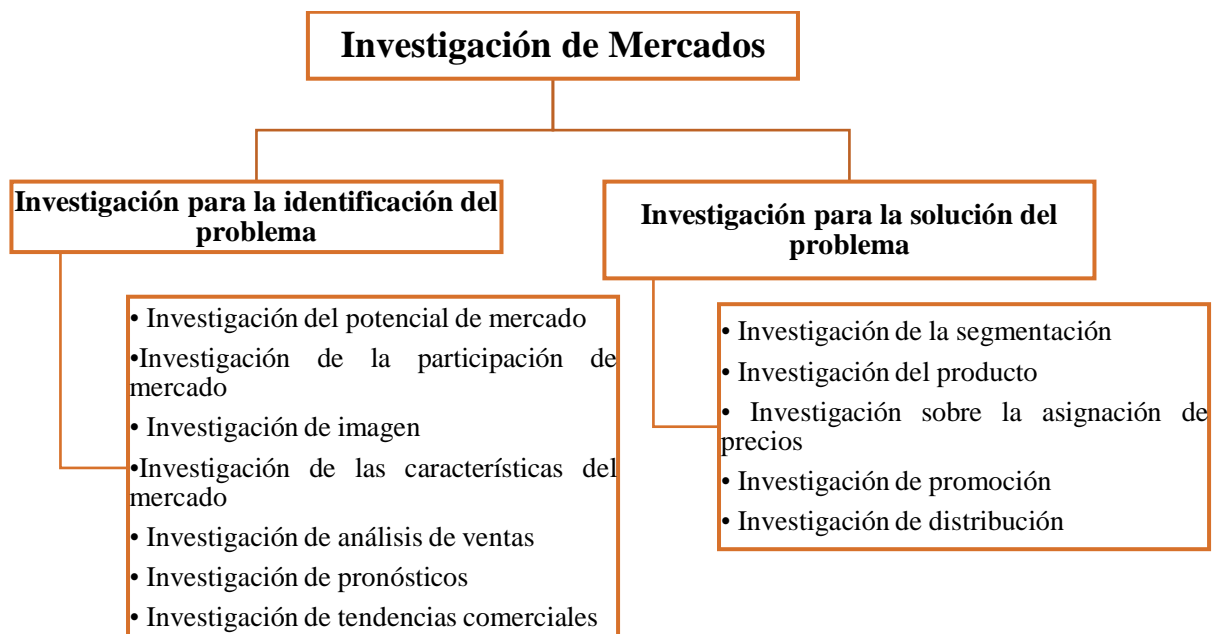 Investigación de Mercados
Investigación para la identificación del
problema
• Investigación del potencial de mercado
•Investigación de la participación de
mercado
• Investigación de imagen
•Investigación de las características del
mercado
• Investigación de análisis de ventas
• Investigación de pronósticos
• Investigación de tendencias comerciales
Investigación para la solución del
problema
• Investigación de la segmentación
• Investigación del producto
• Investigación sobre la asignación de
precios
• Investigación de promoción
• Investigación de distribución